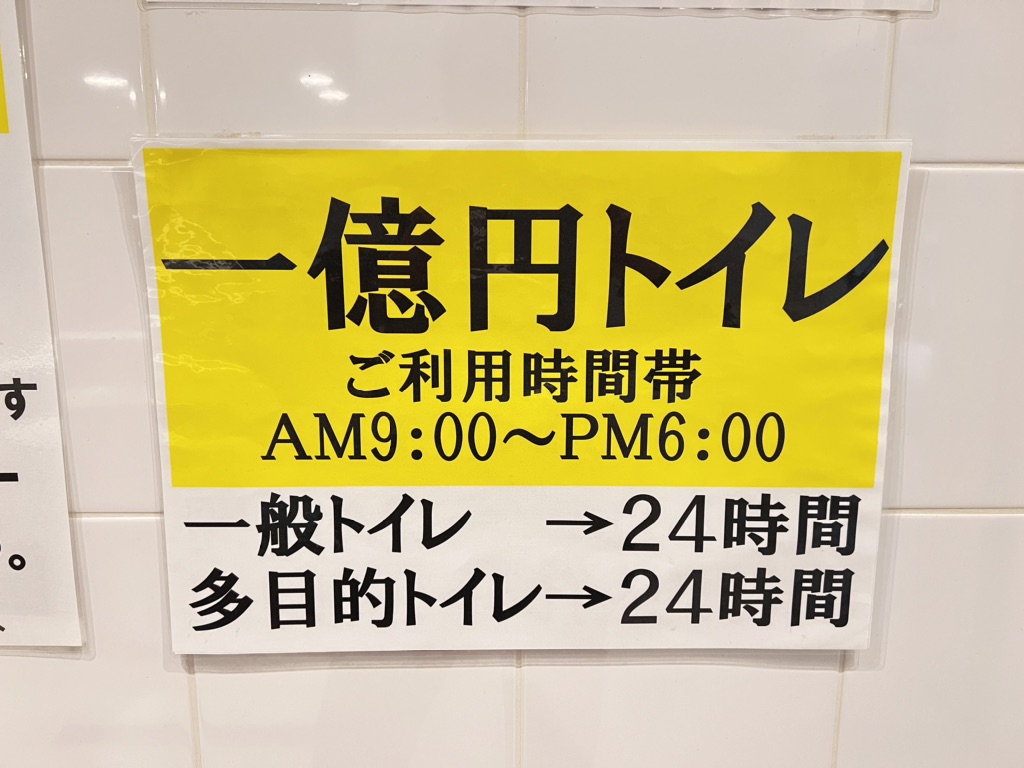 一億円トイレ
ご利用時間帯
AM9:00～PM6:00
一般トイレ　→24時間
多目的トイレ→24時間
す